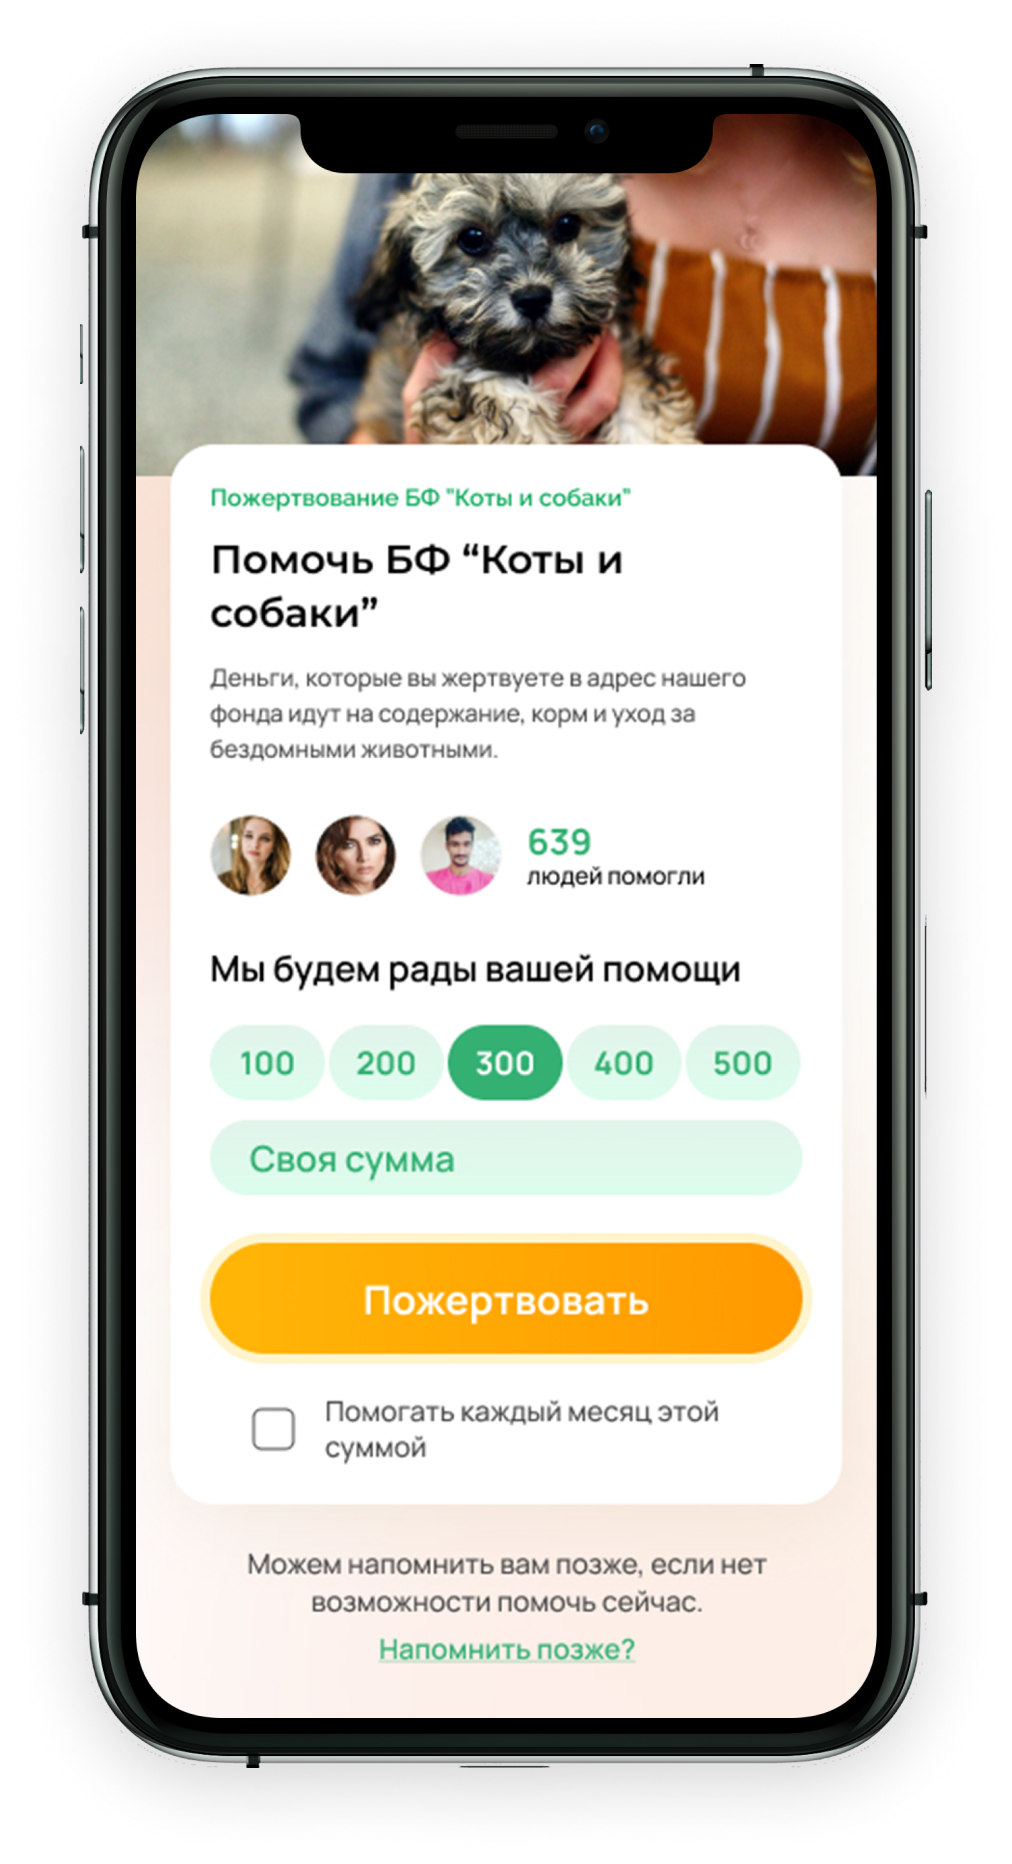 Пожертвование БФ "Коты и собаки"
Помочь БФ “Коты и
собаки”
Деньги, которые вы жертвуете в адрес нашего
фонда идут на содержание, корм и уход за
бездомными животными.
639
людей помогли
Мы будем рады вашей помощи
100 200 300 400 500
Своя сумма
Пожертвовать
Помогать каждый месяц этой
суммой
Можем напомнить вам позже, если нет
возможности помочь сейчас.
Напомнить позже?